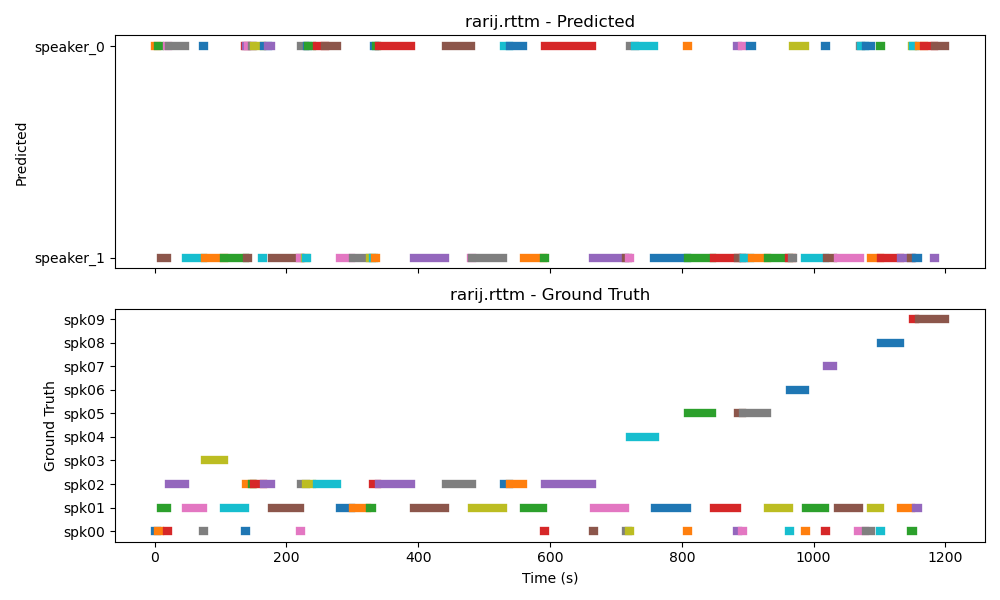 rarij.rttm - Predicted
speaker_0
Predicted
speaker_1
rarij.rttm - Ground Truth
spk09
spk08
spk07
spk06
spk05
Ground Truth
spk04
spk03
spk02
spk01
spk00
0 200 400 600 800 1000 1200
Time (s)